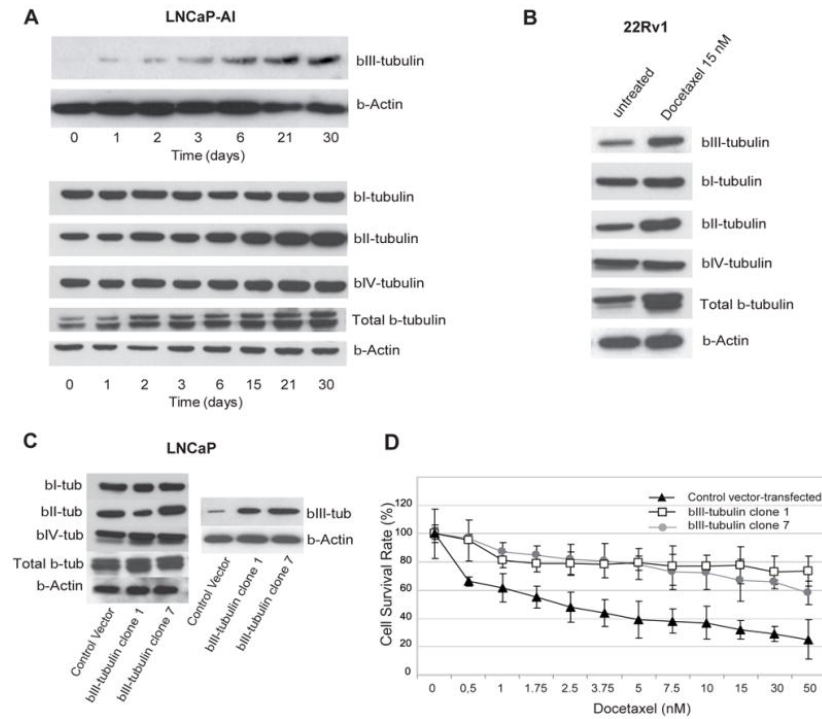 A
LNCaP-AI
bIII-tubulin
b-Actin
0 1 2 3 6 21 30
Time (days)
bI-tubulin
bII-tubulin
bIV-tubulin
Total b-tubulin
b-Actin
0 1 2 3 6 15 21 30
Time (days)
B
22Rv1
untreated
Docetaxel 15 nM
bIII-tubulin
bI-tubulin
bII-tubulin
bIV-tubulin
Total b-tubulin
b-Actin
C
LNCaP
bI-tub
bII-tub
bIV-tub
Total b-tub
b-Actin
Control Vector
bIII-tubulin clone 1
bIII-tubulin clone 7
bIII-tub
b-Actin
Control Vector
bIII-tubulin clone 1
bIII-tubulin clone 7
D
Control vector-transfected
bIII-tubulin clone 1
bIII-tubulin clone 7
Cell Survival Rate (%)
120
100
80
60
40
20
0
0 0,5 1 1.75 2.5 3.75 5 7.5 10 15 30 50
Docetaxel (nM)